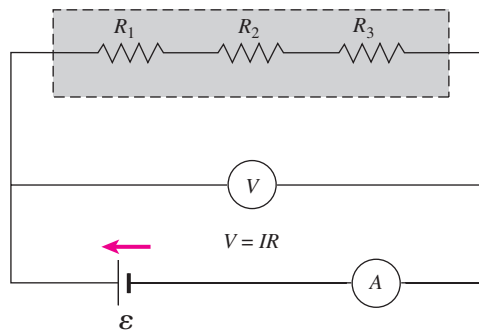 R1 R2 R3
V
V = IR
A
ε